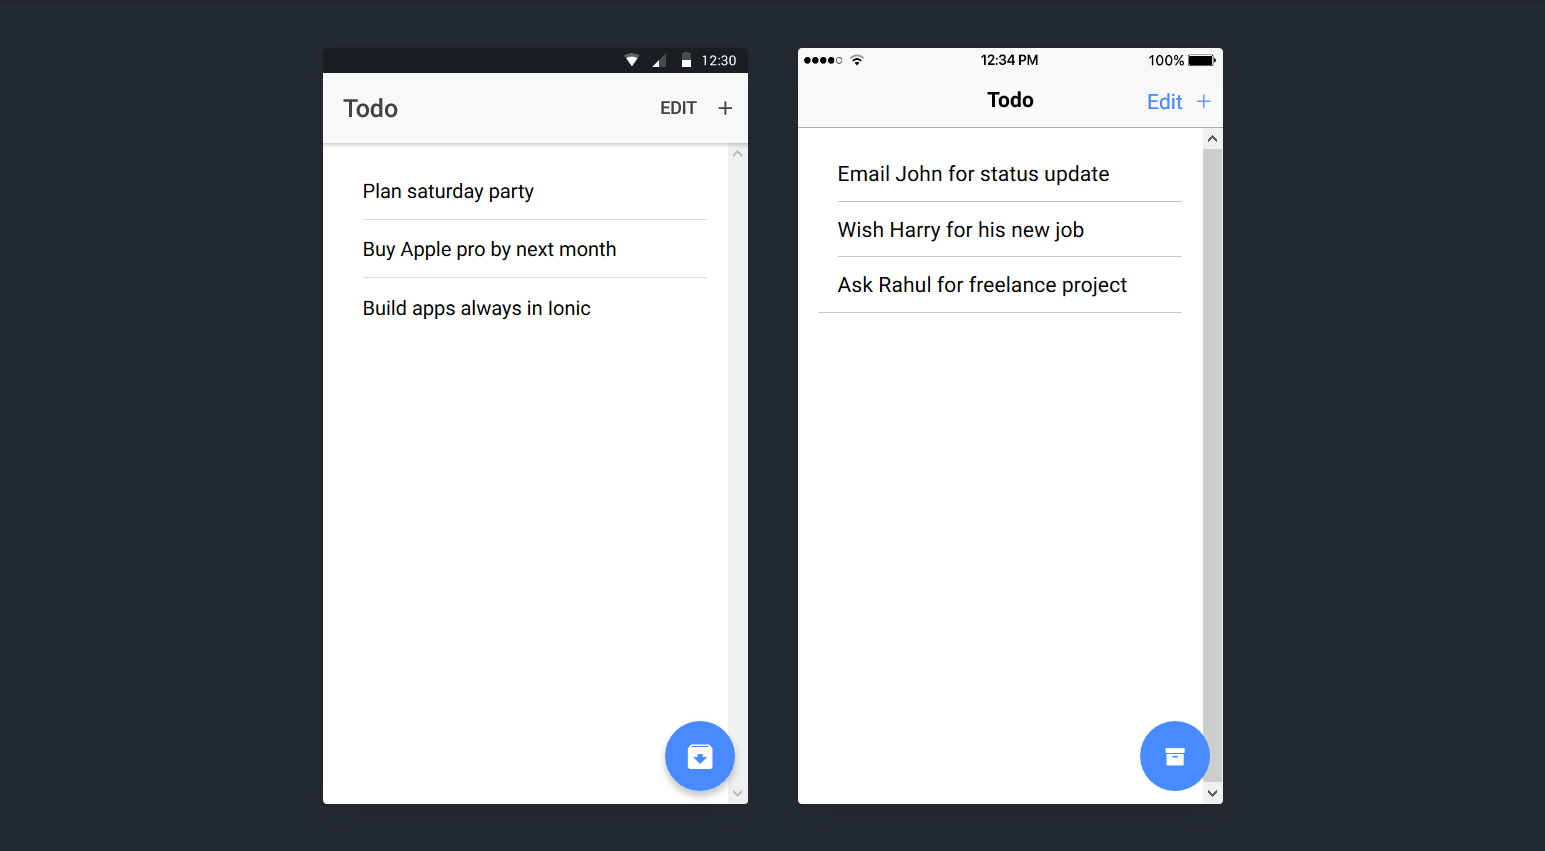 12:30
Todo EDIT +
Plan saturday party
Buy Apple pro by next month
Build apps always in Ionic
12:34 PM 100%
Todo Edit +
Email John for status update
Wish Harry for his new job
Ask Rahul for freelance project